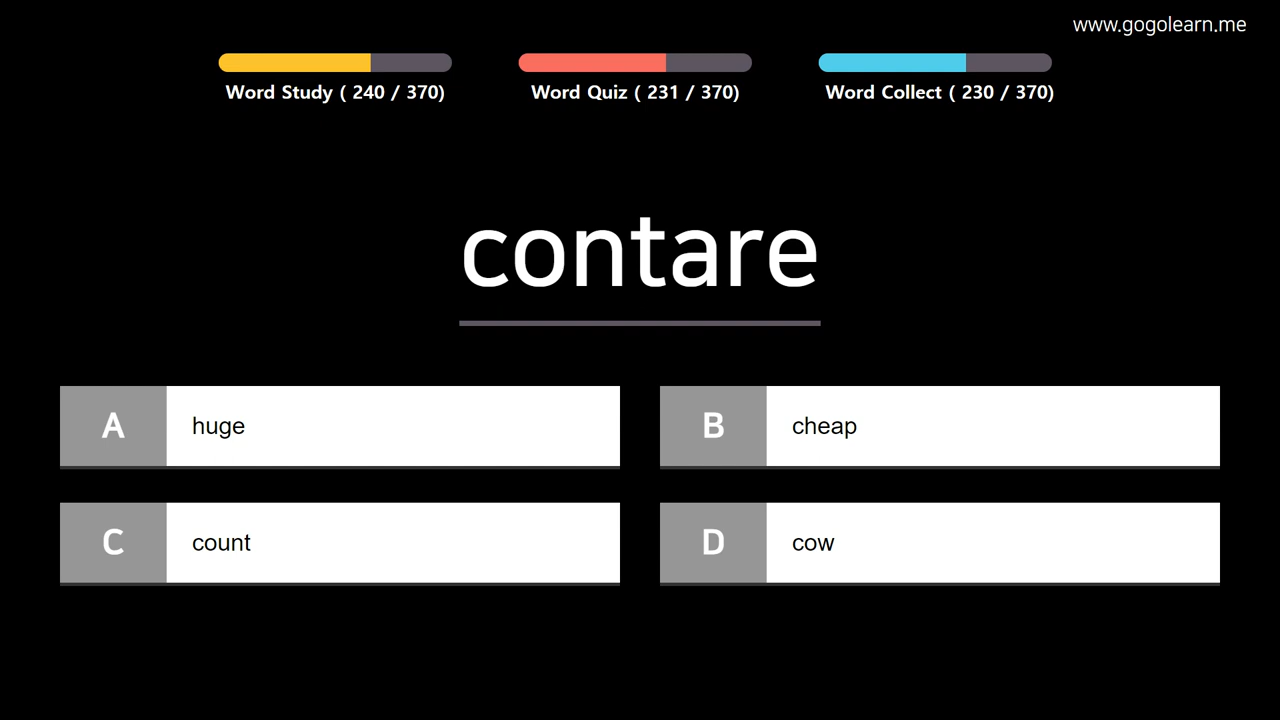 www.gogolearn.me
Word Study ( 240 / 370)
Word Quiz ( 231 / 370)
Word Collect ( 230 / 370)
contare
A huge
B cheap
C count
D cow